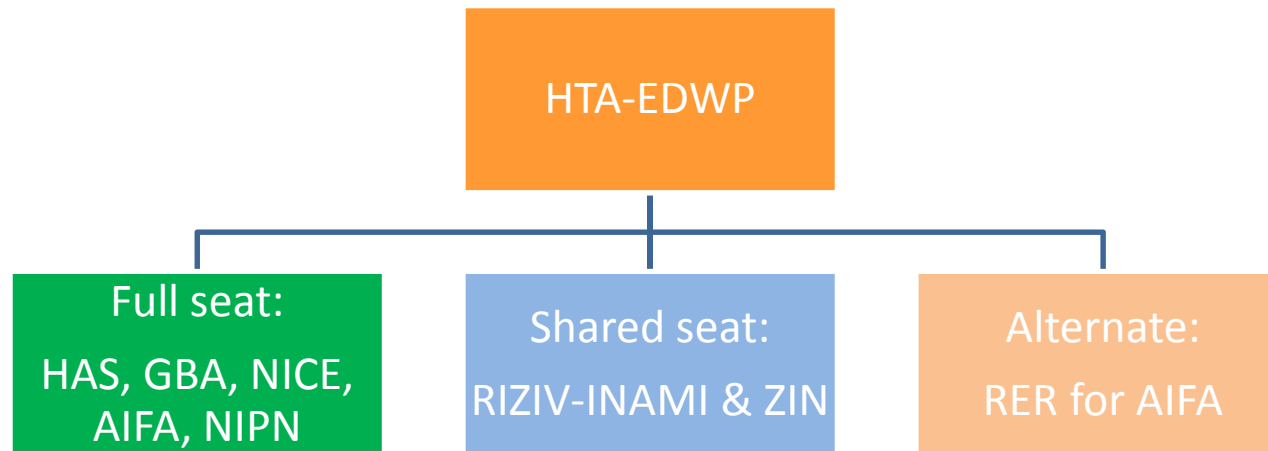 HTA-EDWP
Full seat:
HAS, GBA, NICE,
AIFA, NIPN
Shared seat:
RIZIV-INAMI & ZIN
Alternate:
RER for AIFA